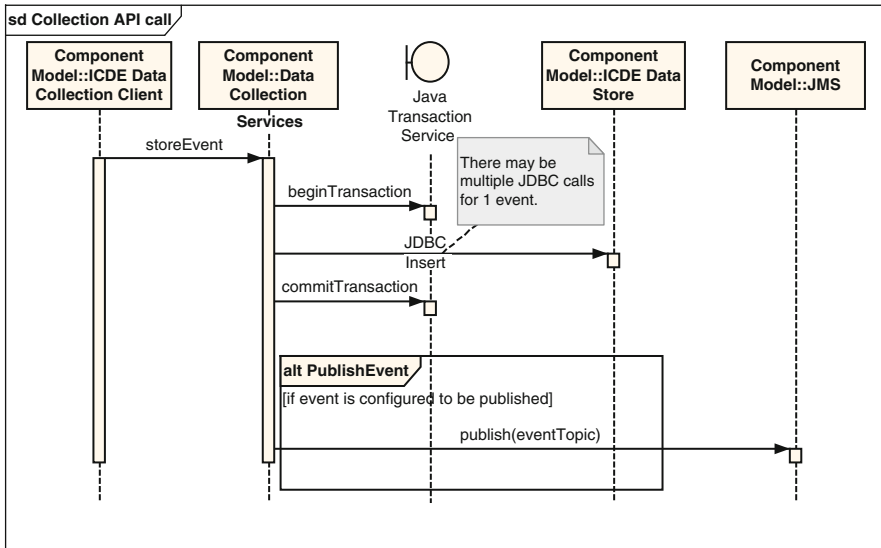 sd Collection API call
Component
Model::ICDE Data
Collection Client
Component
Model::Data
Collection
Services
Java
Transaction
Service
Component
Model::ICDE Data
Store
Component
Model::JMS
storeEvent
There may be
multiple JDBC calls
for 1 event.
beginTransaction
JDBC
Insert
commitTransaction
alt PublishEvent
[if event is configured to be published]
publish(eventTopic)